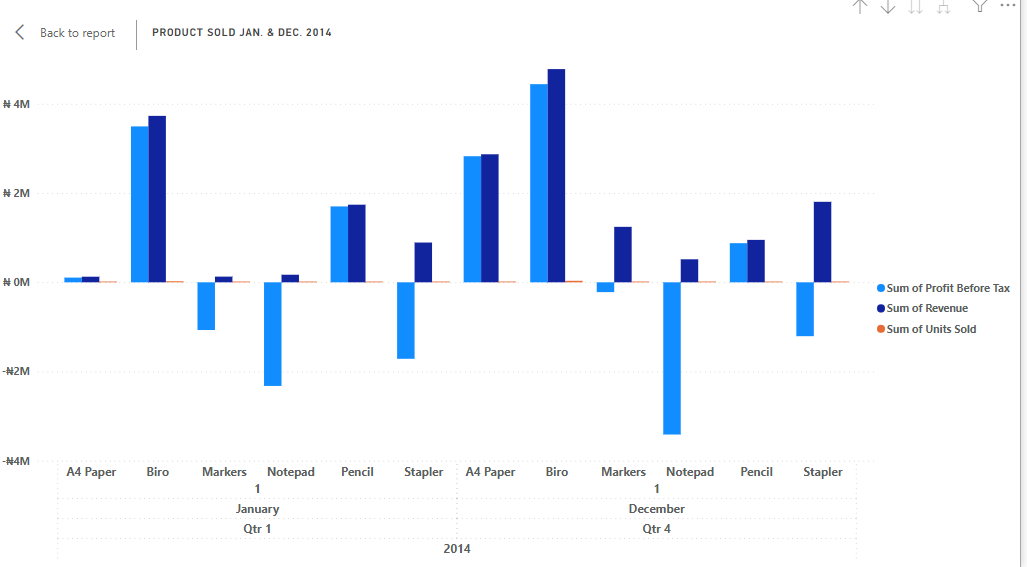 Back to report
PRODUCT SOLD JAN. & DEC. 2014
₦ 4M
₦ 2M
₦ 0M
-₦2M
-₦4M
Sum of Profit Before Tax
Sum of Revenue
Sum of Units Sold
A4 Paper Biro Markers Notepad Pencil Stapler A4 Paper Biro Markers Notepad Pencil Stapler
1 1
January December
Qtr 1 Qtr 4
2014